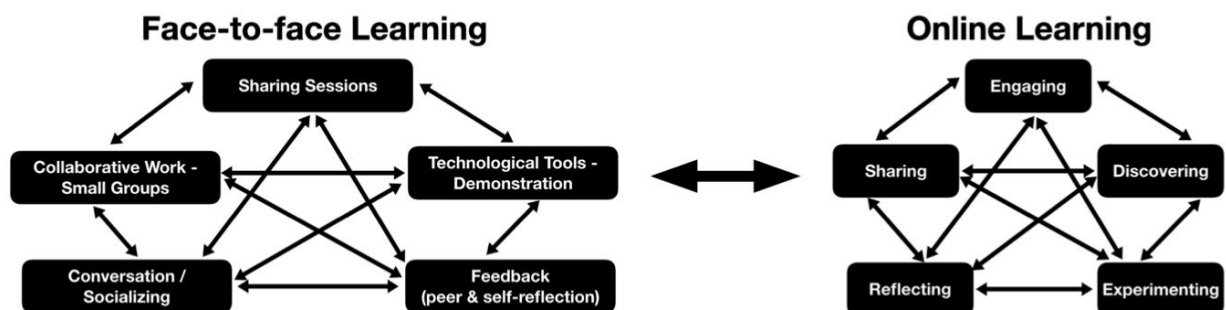 Face-to-face Learning
Sharing Sessions
Collaborative Work -
Small Groups
Technological Tools -
Demonstration
Conversation /
Socializing
Feedback
(peer & self-reflection)
Online Learning
Engaging
Sharing
Discovering
Reflecting
Experimenting